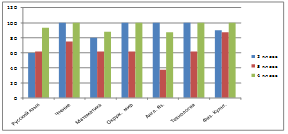 120
100
80
60
40
20
0
Русский язык
Чтение
Математика
Окруж. мир
Англ. яз.
Технология
Физ. культ.
2 класс
3 класс
4 класс